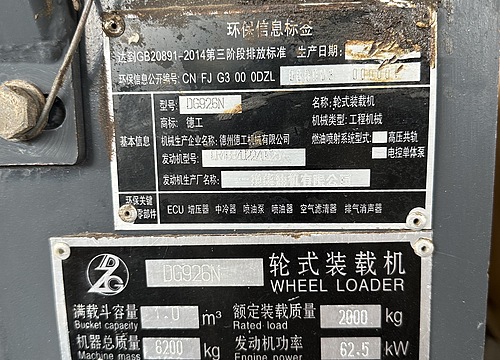 环保信息标签
达到GB20891-2014第三阶段排放标准 生产日期:
环保信息公开编号: CN FJ G3 00 0DZL
型号: DG926N 名称: 轮式装载机
商标: 德工 机械类型: 工程机械
基本信息 机械生产企业名称: 德州德工机械有限公司 燃油喷射系统型式: 高压共轨
发动机型号: 电控单体泵
发动机生产厂名称: 有限公司
环保关键零部件 ECU 增压器 中冷器 喷油泵 喷油器 空气滤清器 排气消声器
DZG DG926N 轮式装载机
WHEEL LOADER
满载斗容量 1.0 m³ 额定装载质量 2000 kg
Bucket capacity Rated load
机器总质量 6200 kg 发动机功率 62.5 kW
Machine mass Engine power